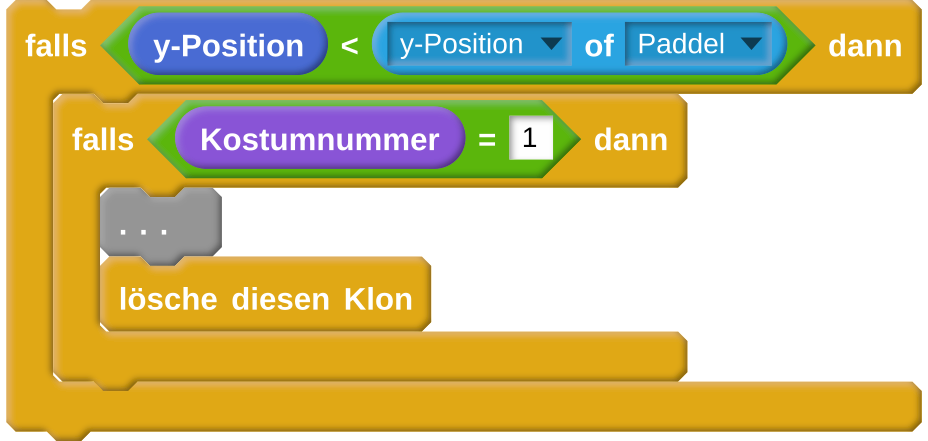 falls y-Position < y-Position of Paddel dann
falls Kostumnummer = 1 dann
. . .
lösche diesen Klon